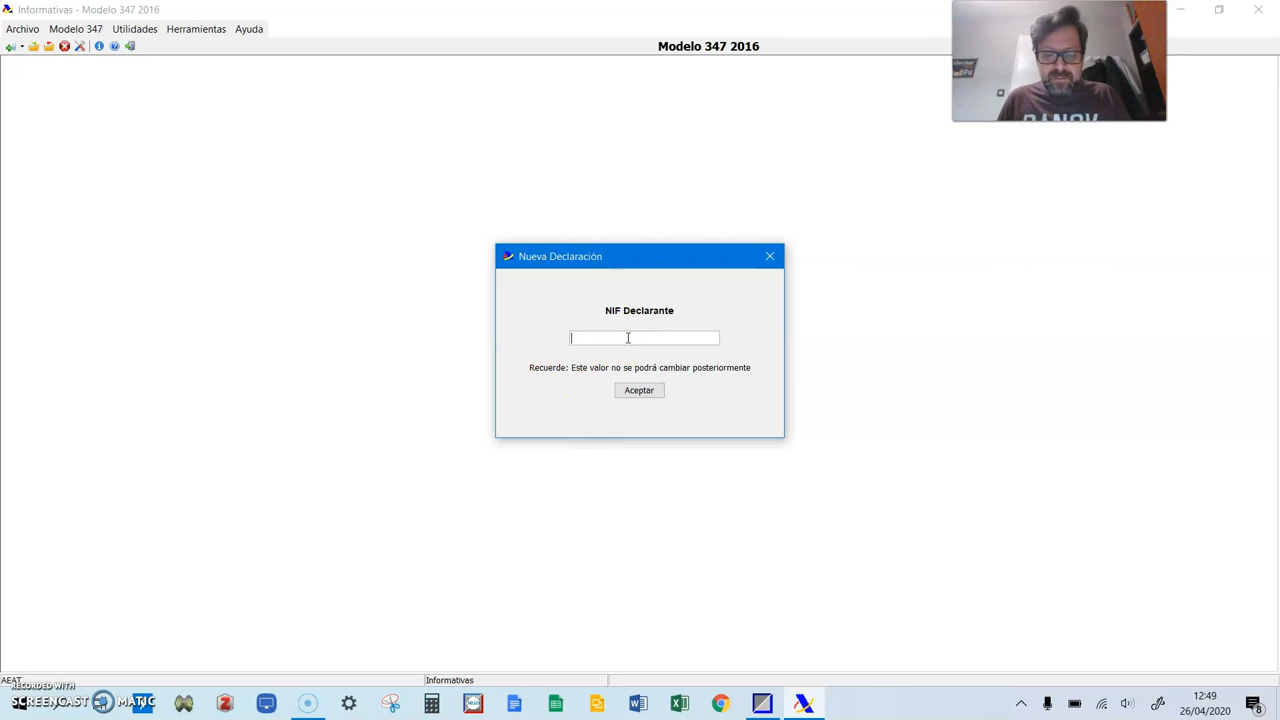 Informativas - Modelo 347 2016
Archivo Modelo 347 Utilidades Herramientas Ayuda
Modelo 347 2016
Nueva Declaración
NIF Declarante
Recuerde: Este valor no se podrá cambiar posteriormente
Aceptar
AEAT
Informativas
RECORDED WITH
SCREENCAST MATIC
12:49
26/04/2020
8